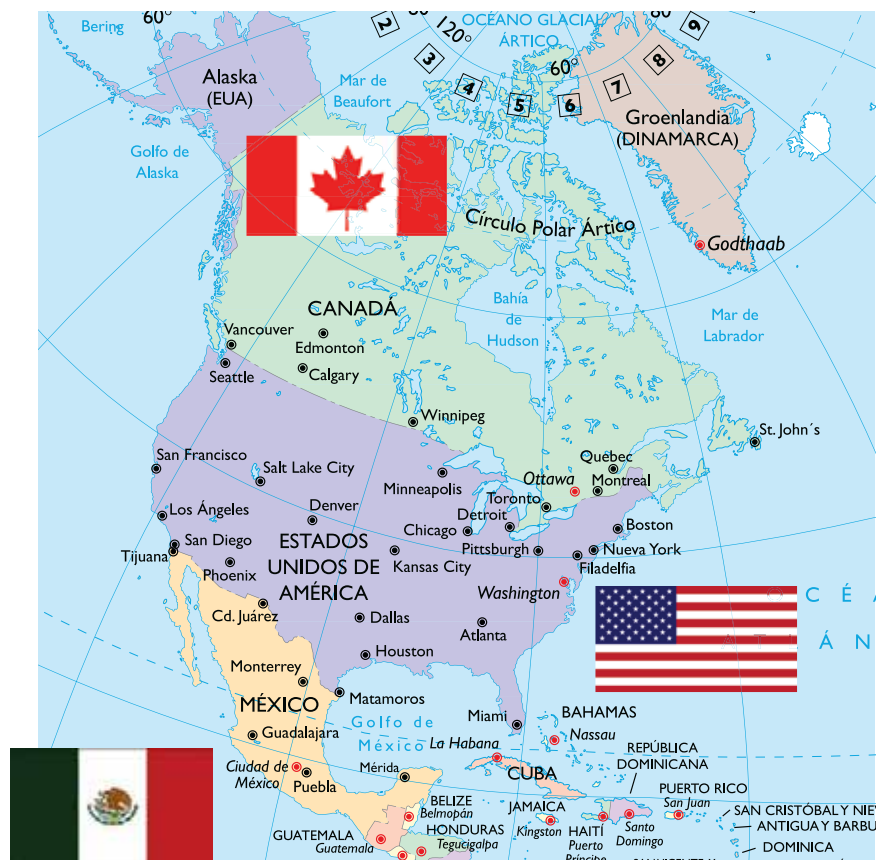 OCÉANO GLACIAL
ÁRTICO
Bering
60°
120°
60°
60°
2
3
4
5
6
7
8
9
Alaska
(EUA)
Mar de
Beaufort
Groenlandia
(DINAMARCA)
Golfo de
Alaska
Círculo Polar Ártico
Godthaab
CANADÁ
Bahía
de
Hudson
Mar de
Labrador
Vancouver
Edmonton
Seattle
Calgary
Winnipeg
St. John´s
San Francisco
Salt Lake City
Minneapolis
Ottawa
Québec
Montreal
Toronto
Los Ángeles
Denver
Detroit
Chicago
Boston
San Diego
Tijuana
ESTADOS
UNIDOS DE
AMÉRICA
Pittsburgh
Nueva York
Filadelfia
Phoenix
Kansas City
Washington
O C É
A T L Á N
Cd. Juárez
Dallas
Atlanta
Houston
Monterrey
Matamoros
MÉXICO
Golfo de
México
Miami
BAHAMAS
Nassau
Guadalajara
La Habana
Ciudad de
México
Puebla
Mérida
CUBA
REPÚBLICA
DOMINICANA
BELIZE
Belmopán
JAMAICA
Kingston
HAITÍ
Puerto
Príncipe
Santo
Domingo
PUERTO RICO
San Juan
SAN CRISTÓBAL Y NIEV
ANTIGUA Y BARBU
DOMINICA
GUATEMALA
Guatemala
HONDURAS
Tegucigalpa